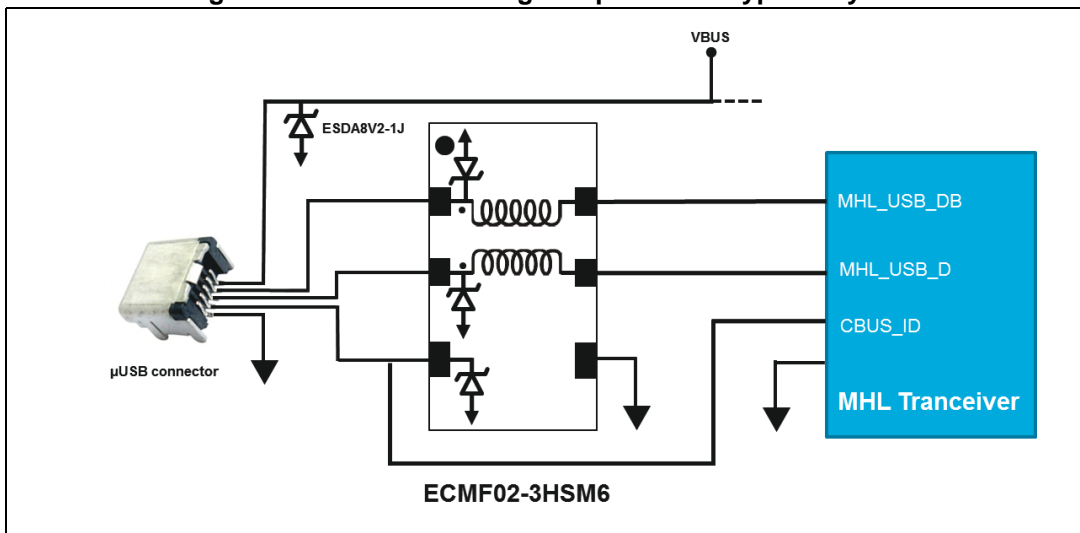 VBUS
ESDA8V2-1J
MHL_USB_DB
MHL_USB_D
CBUS_ID
µUSB connector
MHL Tranceiver
ECMF02-3HSM6